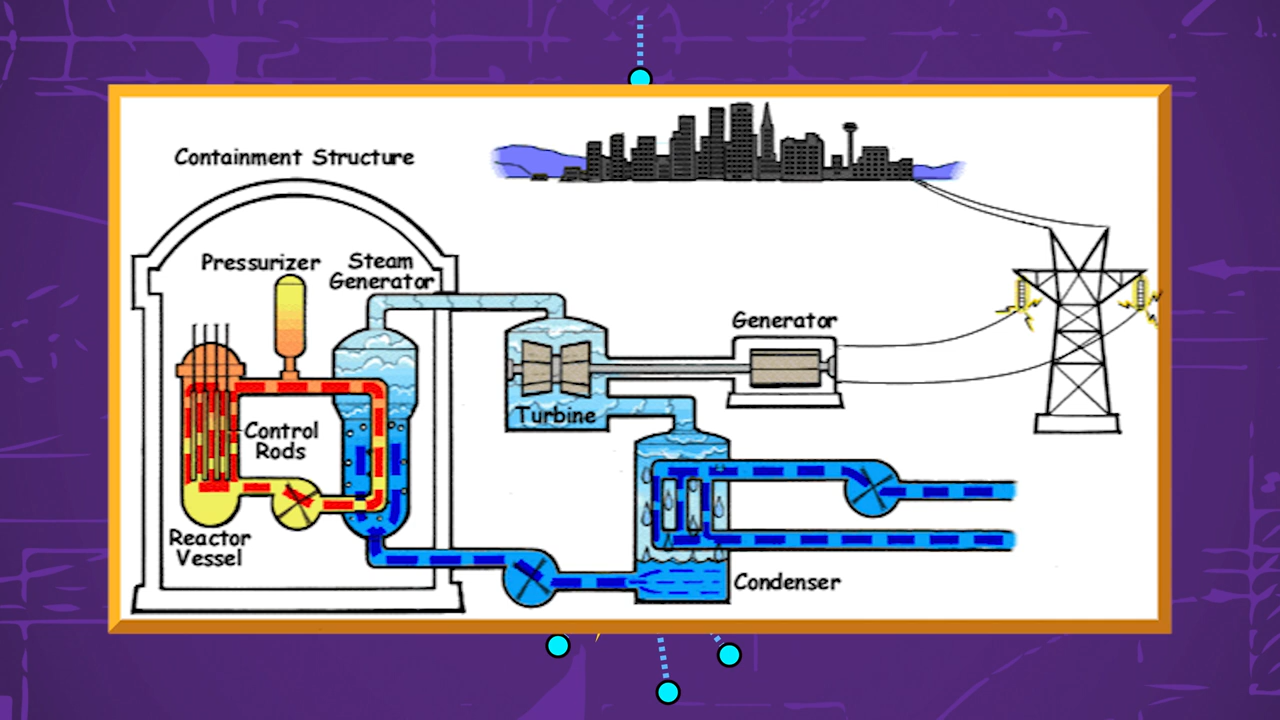 Containment Structure
Pressurizer
Steam
Generator
Generator
Turbine
Control
Rods
Reactor
Vessel
Condenser